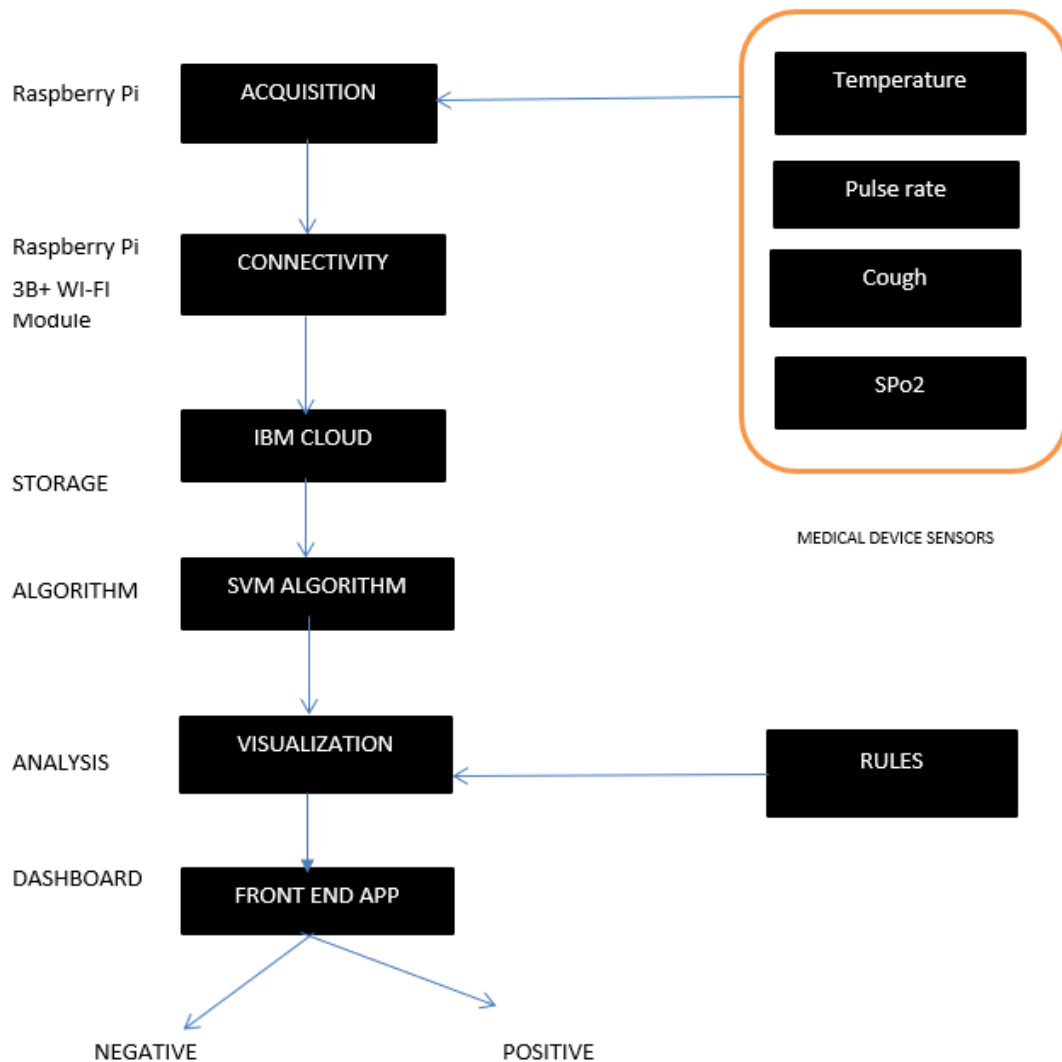 Raspberry Pi
ACQUISITION
Temperature
Pulse rate
Raspberry Pi
3B+ WI-FI
Module
CONNECTIVITY
Cough
SPo2
IBM CLOUD
STORAGE
MEDICAL DEVICE SENSORS
ALGORITHM
SVM ALGORITHM
ANALYSIS
VISUALIZATION
RULES
DASHBOARD
FRONT END APP
NEGATIVE
POSITIVE